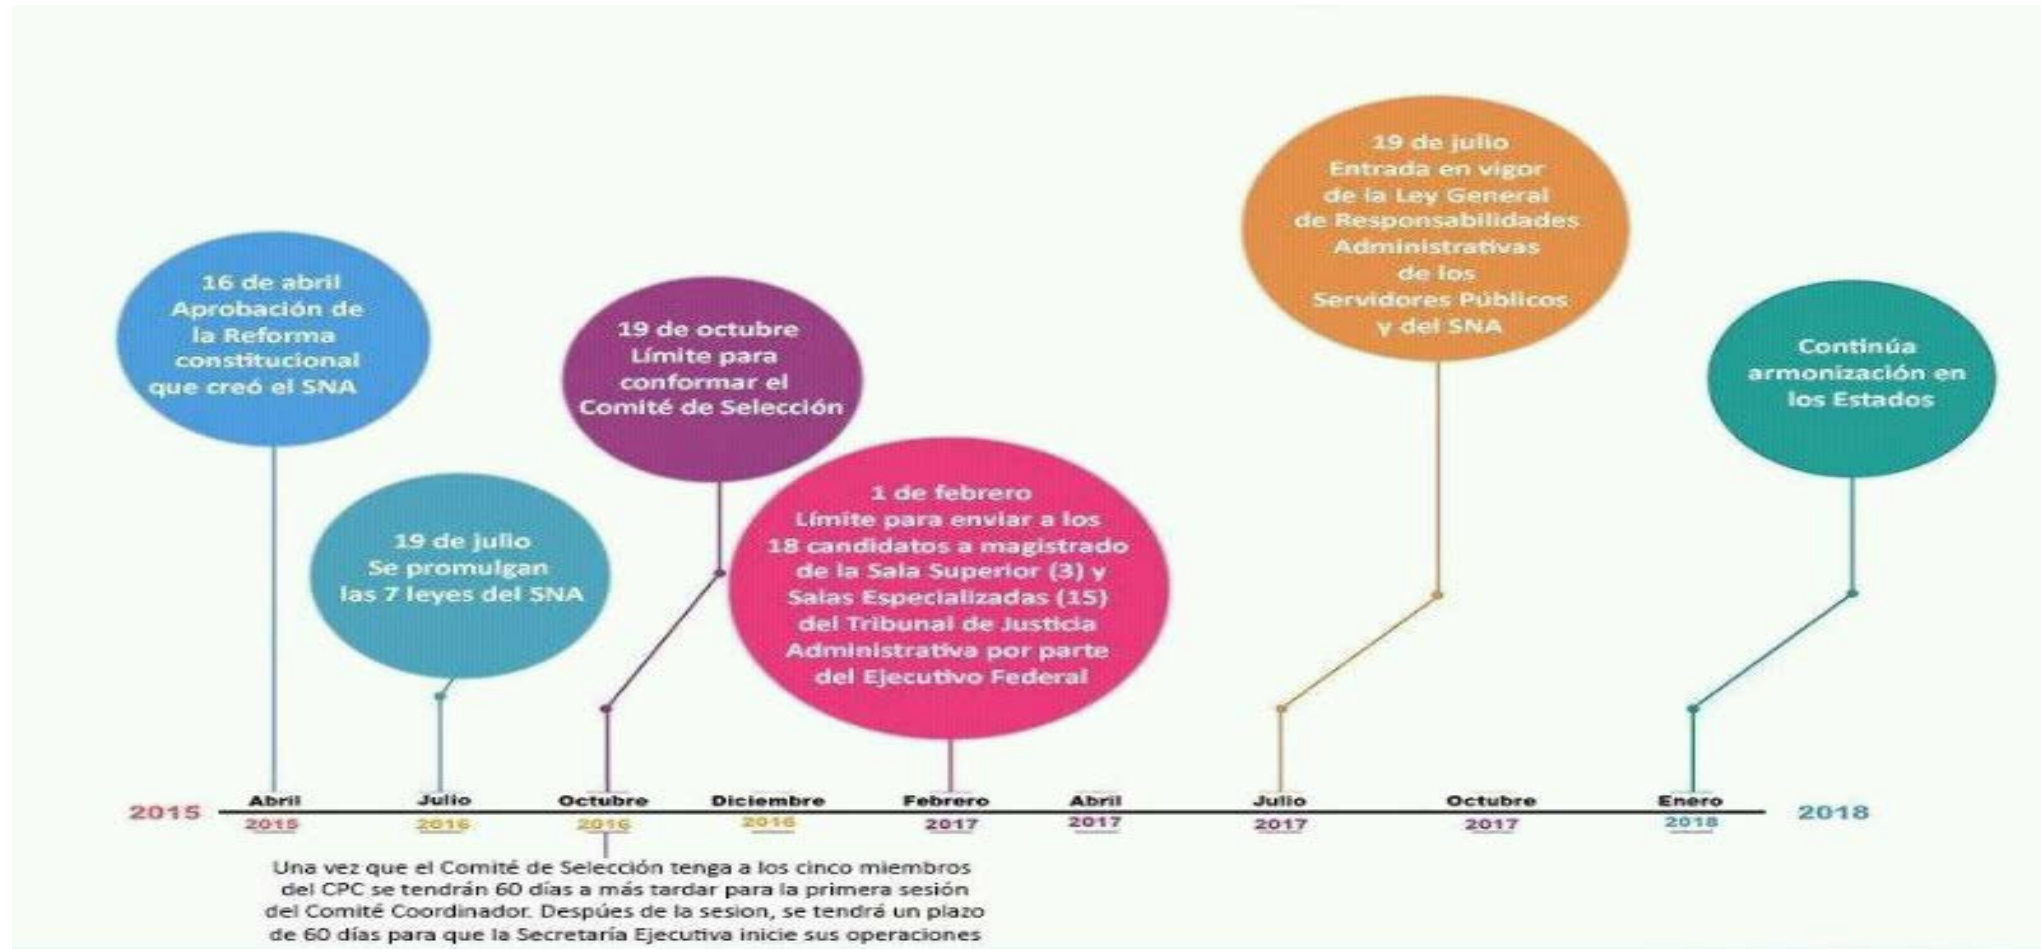 16 de abril
Aprobación de
la Reforma
constitucional
que creó el SNA
19 de julio
Se promulgan
las 7 leyes del SNA
19 de octubre
Límite para
conformar el
Comité de Selección
1 de febrero
Límite para enviar a los
18 candidatos a magistrado
de la Sala Superior (3) y
Salas Especializadas (15)
del Tribunal de Justicia
Administrativa por parte
del Ejecutivo Federal
19 de julio
Entrada en vigor
de la Ley General
de Responsabilidades
Administrativas
de los
Servidores Públicos
y del SNA
Continúa
armonización en
los Estados
2015
Abril
2015
Julio
2016
Octubre
2016
Diciembre
2016
Febrero
2017
Abril
2017
Julio
2017
Octubre
2017
Enero
2018
2018
Una vez que el Comité de Selección tenga a los cinco miembros
del CPC se tendrán 60 días a más tardar para la primera sesión
del Comité Coordinador. Despúes de la sesion, se tendrá un plazo
de 60 días para que la Secretaría Ejecutiva inicie sus operaciones